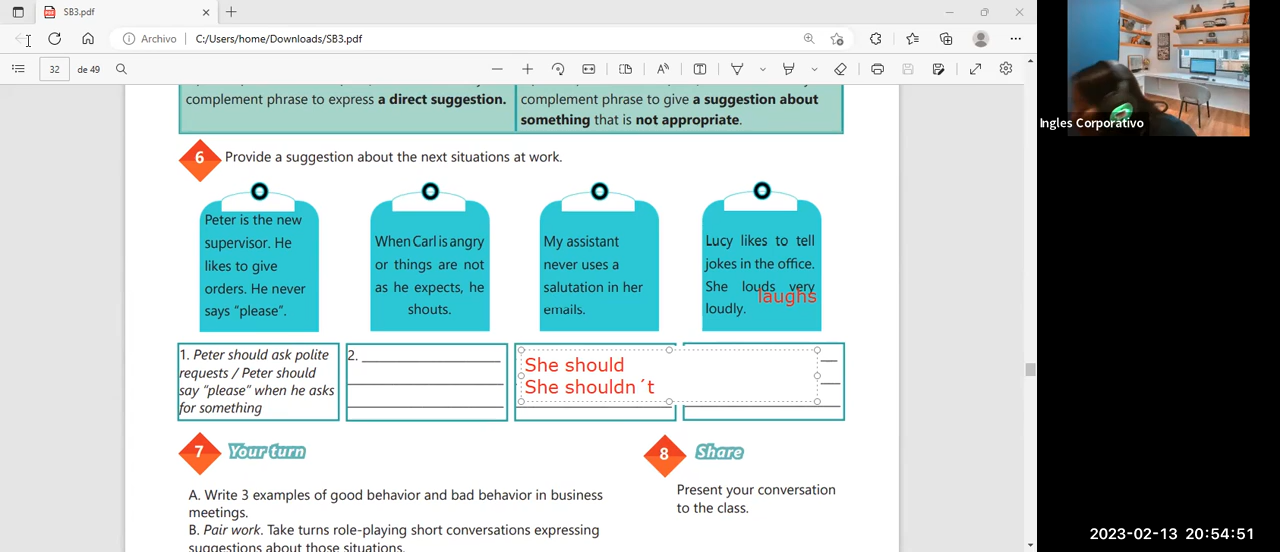 SB3.pdf
Archivo
C:/Users/home/Downloads/SB3.pdf
32
de 49
complement phrase to express a direct suggestion.
complement phrase to give a suggestion about
something that is not appropriate.
6
Provide a suggestion about the next situations at work.
Peter is the new
supervisor. He
likes to give
orders. He never
says “please”.
When Carl is angry
or things are not
as he expects, he
shouts.
My assistant
never uses a
salutation in her
emails.
Lucy likes to tell
jokes in the office.
She louds very
laughs
loudly.
1. Peter should ask polite
requests / Peter should
say “please” when he asks
for something
2.
She should
She shouldn´t
7
Your turn
A. Write 3 examples of good behavior and bad behavior in business
meetings.
B. Pair work. Take turns role-playing short conversations expressing
suggestions about those situations.
8
Share
Present your conversation
to the class.
Ingles Corporativo
2023-02-13 20:54:51